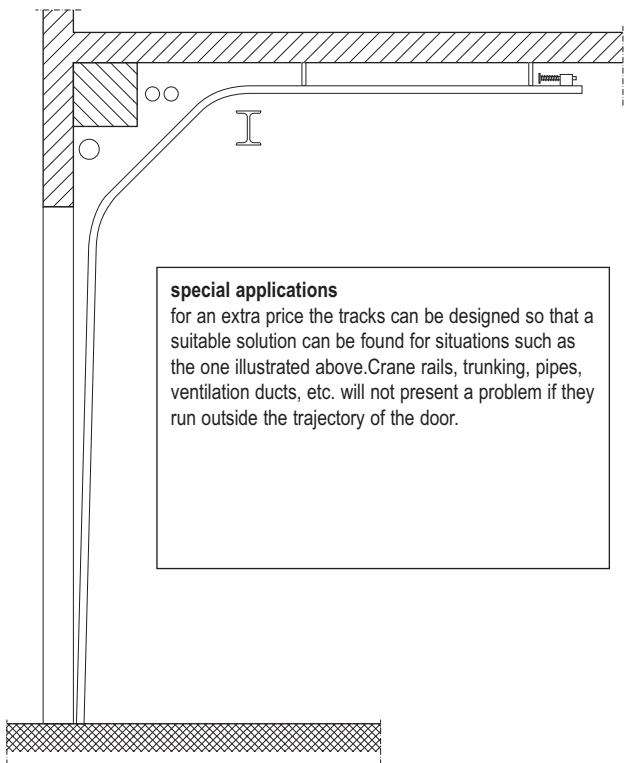 special applications
for an extra price the tracks can be designed so that a
suitable solution can be found for situations such as
the one illustrated above.Crane rails, trunking, pipes,
ventilation ducts, etc. will not present a problem if they
run outside the trajectory of the door.